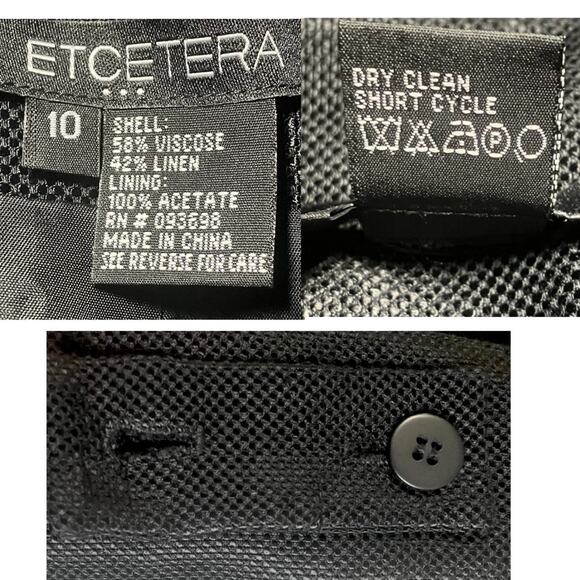 ETCETERA
10
SHELL:
58% VISCOSE
42% LINEN
LINING:
100% ACETATE
RN # 093698
MADE IN CHINA
SEE REVERSE FOR CARE
DRY CLEAN
SHORT CYCLE
P